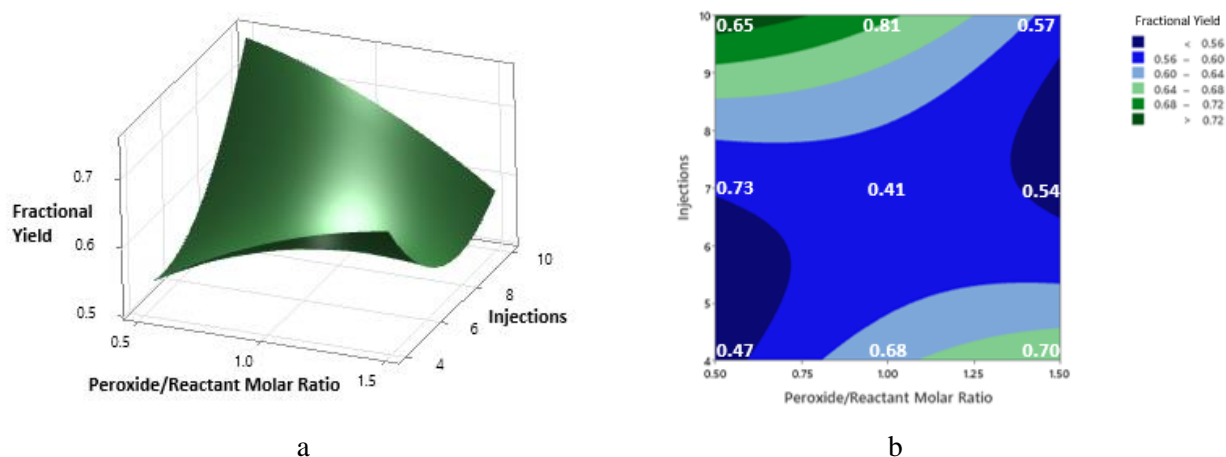 0.7
Fractional
Yield
0.6
0.5
0.5
1.0
1.5
Peroxide/Reactant Molar Ratio
4
6
8
10
Injections
a
10
9
8
7
6
5
4
Injections
0.65 0.81 0.57
0.73 0.41 0.54
0.47 0.68 0.70
0.50 0.75 1.00 1.25 1.50
Peroxide/Reactant Molar Ratio
Fractional Yield
< 0.56
0.56 – 0.60
0.60 – 0.64
0.64 – 0.68
0.68 – 0.72
> 0.72
b